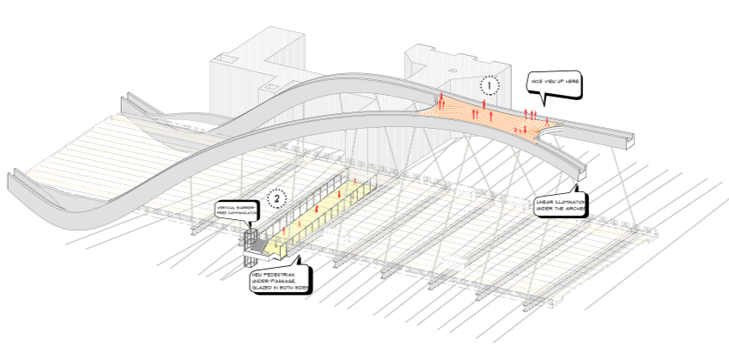 1
NICE VIEW UP HERE
LINEAR ILLUMINATION
UNDER THE ARCHES
2
VERTICAL BARRIER-
FREE COMMUNICATION
NEW PEDESTRIAN
UNDER-PASSAGE,
GLAZED IN BOTH SIDES